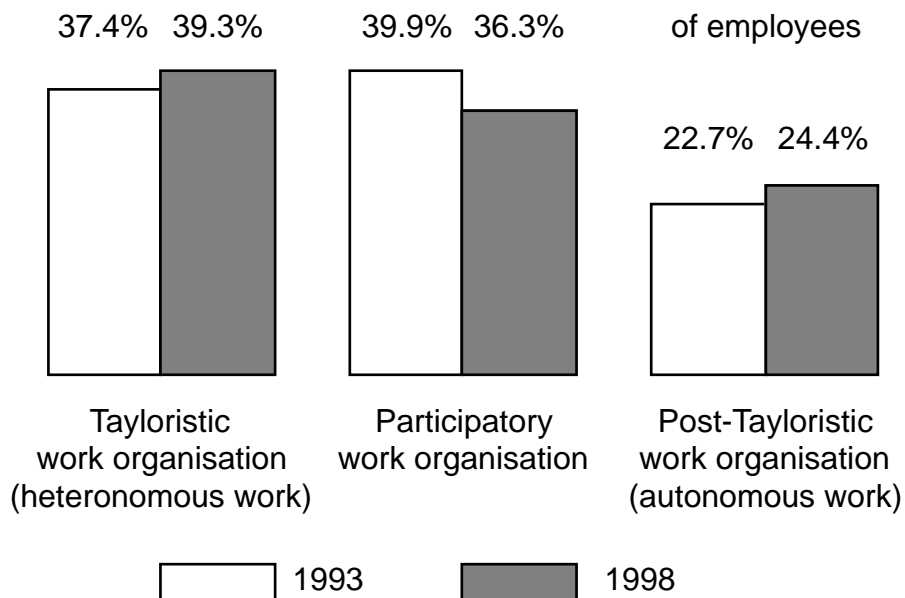 37.4% 39.3% 39.9% 36.3% of employees
22.7% 24.4%
Tayloristic
work organisation
(heteronomous work)
Participatory
work organisation
Post-Tayloristic
work organisation
(autonomous work)
1993 1998